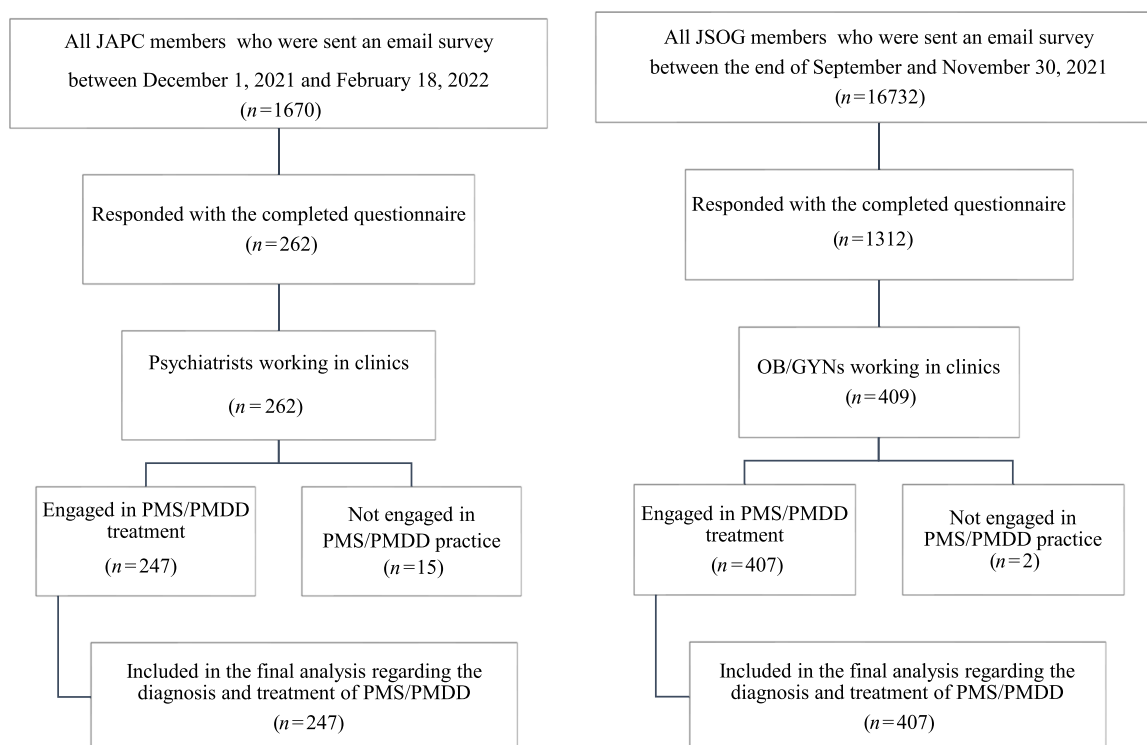 All JAPC members who were sent an email survey
between December 1, 2021 and February 18, 2022
(n=1670)
Responded with the completed questionnaire
(n=262)
Psychiatrists working in clinics
(n=262)
Engaged in PMS/PMDD
treatment
(n=247)
Not engaged in
PMS/PMDD practice
(n=15)
Included in the final analysis regarding the
diagnosis and treatment of PMS/PMDD
(n=247)
All JSOG members who were sent an email survey
between the end of September and November 30, 2021
(n=16732)
Responded with the completed questionnaire
(n=1312)
OB/GYNs working in clinics
(n=409)
Engaged in PMS/PMDD
treatment
(n=407)
Not engaged in
PMS/PMDD practice
(n=2)
Included in the final analysis regarding the
diagnosis and treatment of PMS/PMDD
(n=407)